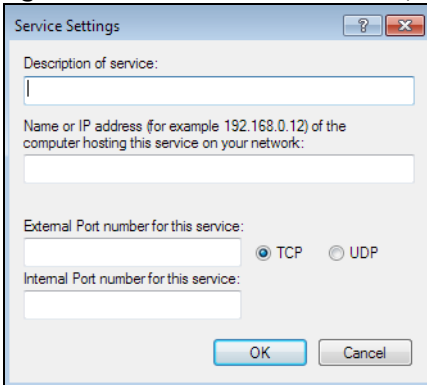 Service Settings
Description of service:
Name or IP address (for example 192.168.0.12) of the
computer hosting this service on your network:
External Port number for this service:
TCP UDP
Internal Port number for this service:
OK Cancel